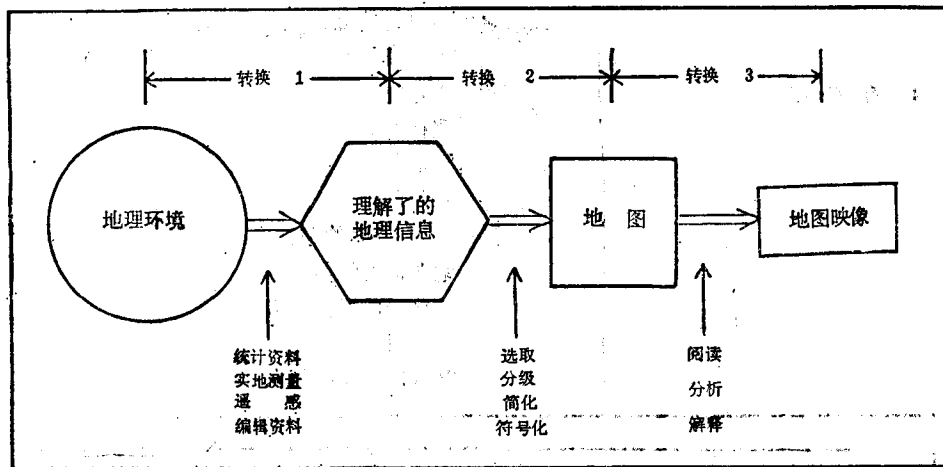 转换 1
转换 2
转换 3
地理环境
理解了的
地理信息
地 图
地图映像
统计资料
实地测量
遥 感
编辑资料
选取
分级
简化
符号化
阅读
分析
解释